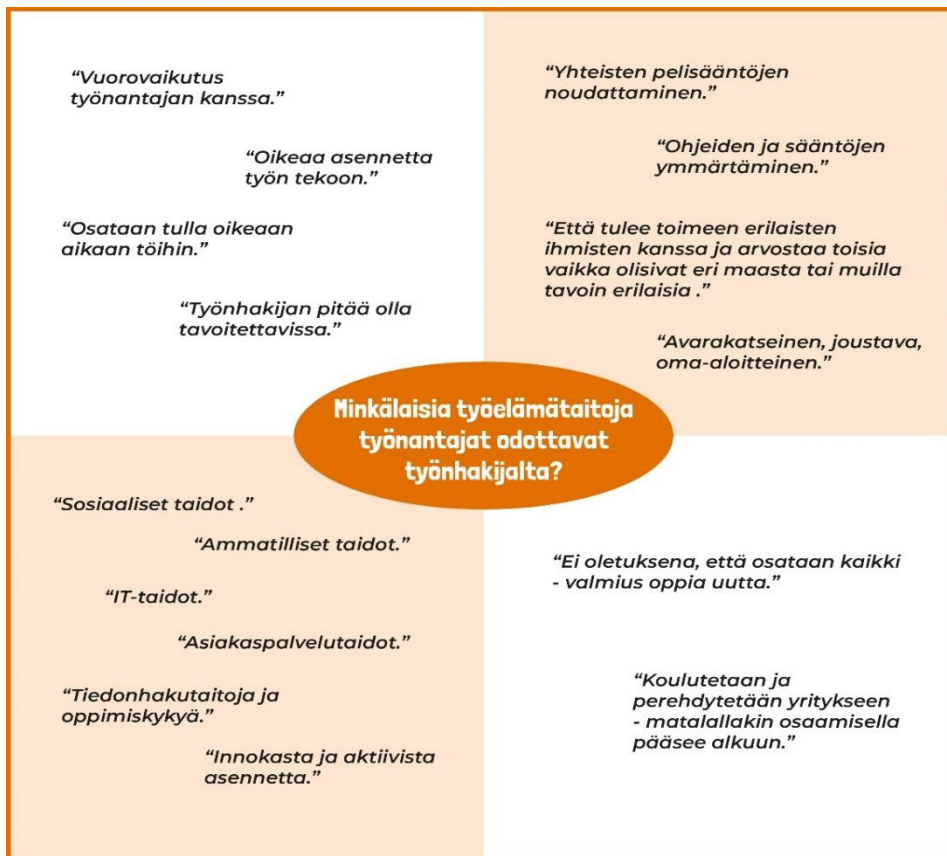 “Vuorovaikutus
työnantajan kanssa.”
“Oikeaa asennetta
työn tekoon.”
“Osataan tulla oikeaan
aikaan töihin.”
“Työnhakijan pitää olla
tavoitettavissa.”
“Yhteisten pelisääntöjen
noudattaminen.”
“Ohjeiden ja sääntöjen
ymmärtäminen.”
“Että tulee toimeen erilaisten
ihmisten kanssa ja arvostaa toisia
vaikka olisivat eri maasta tai muilla
tavoin erilaisia .”
“Avarakatseinen, joustava,
oma-aloitteinen.”
Minkälaisia työelämätaitoja
työnantajat odottavat
työnhakijalta?
“Sosiaaliset taidot .”
“Ammatilliset taidot.”
“IT-taidot.”
“Asiakaspalvelutaidot.”
“Tiedonhakutaitoja ja
oppimiskykyä.”
“Innokasta ja aktiivista
asennetta.”
“Ei oletuksena, että osataan kaikki
- valmius oppia uutta.”
“Koulutetaan ja
perehdytetään yritykseen
- matalallakin osaamisella
pääsee alkuun.”